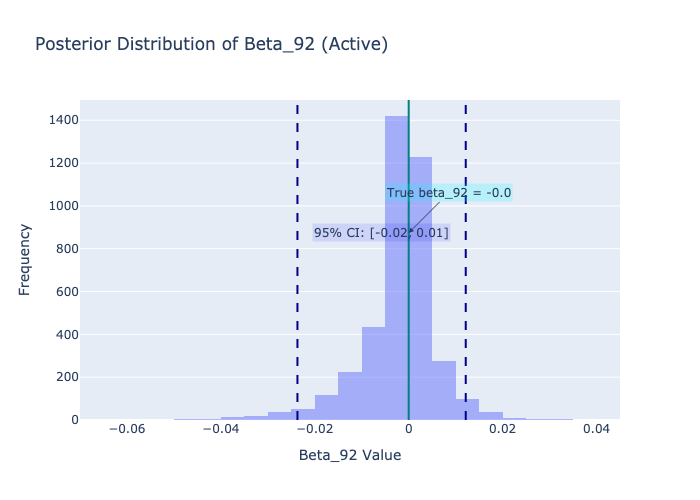 Posterior Distribution of Beta_92 (Active)
1400
1200
1000
800
600
400
200
0
Frequency
True beta_92 = -0.0
95% CI: [-0.02, 0.01]
−0.06
−0.04
−0.02
0
0.02
0.04
Beta_92 Value